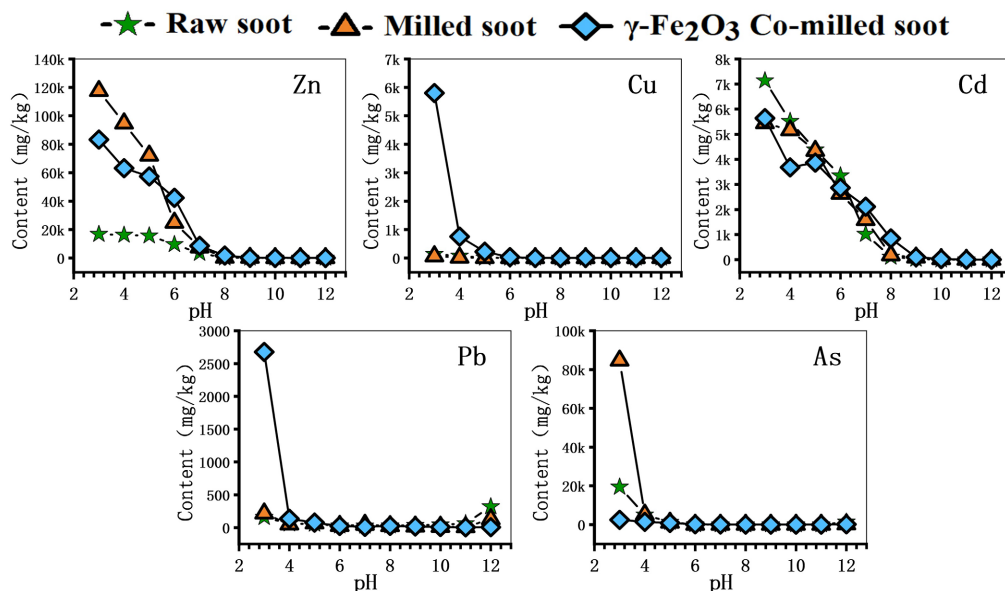 Raw soot Milled soot γ-Fe2O3 Co-milled soot
Zn
Content (mg/kg)
140k
120k
100k
80k
60k
40k
20k
0
2 4 6 8 10 12
pH
Cu
Content (mg/kg)
7k
6k
5k
4k
3k
2k
1k
0
2 4 6 8 10 12
pH
Cd
Content (mg/kg)
8k
7k
6k
5k
4k
3k
2k
1k
0
2 4 6 8 10 12
pH
Pb
Content (mg/kg)
3000
2500
2000
1500
1000
500
0
2 4 6 8 10 12
pH
As
Content (mg/kg)
100k
80k
60k
40k
20k
0
2 4 6 8 10 12
pH